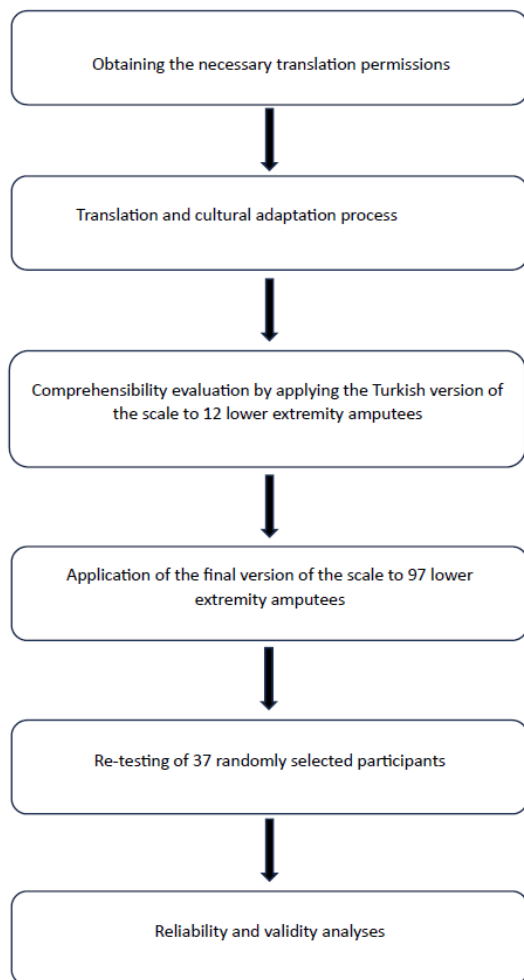 Obtaining the necessary translation permissions
Translation and cultural adaptation process
Comprehensibility evaluation by applying the Turkish version of
the scale to 12 lower extremity amputees
Application of the final version of the scale to 97 lower
extremity amputees
Re-testing of 37 randomly selected participants
Reliability and validity analyses